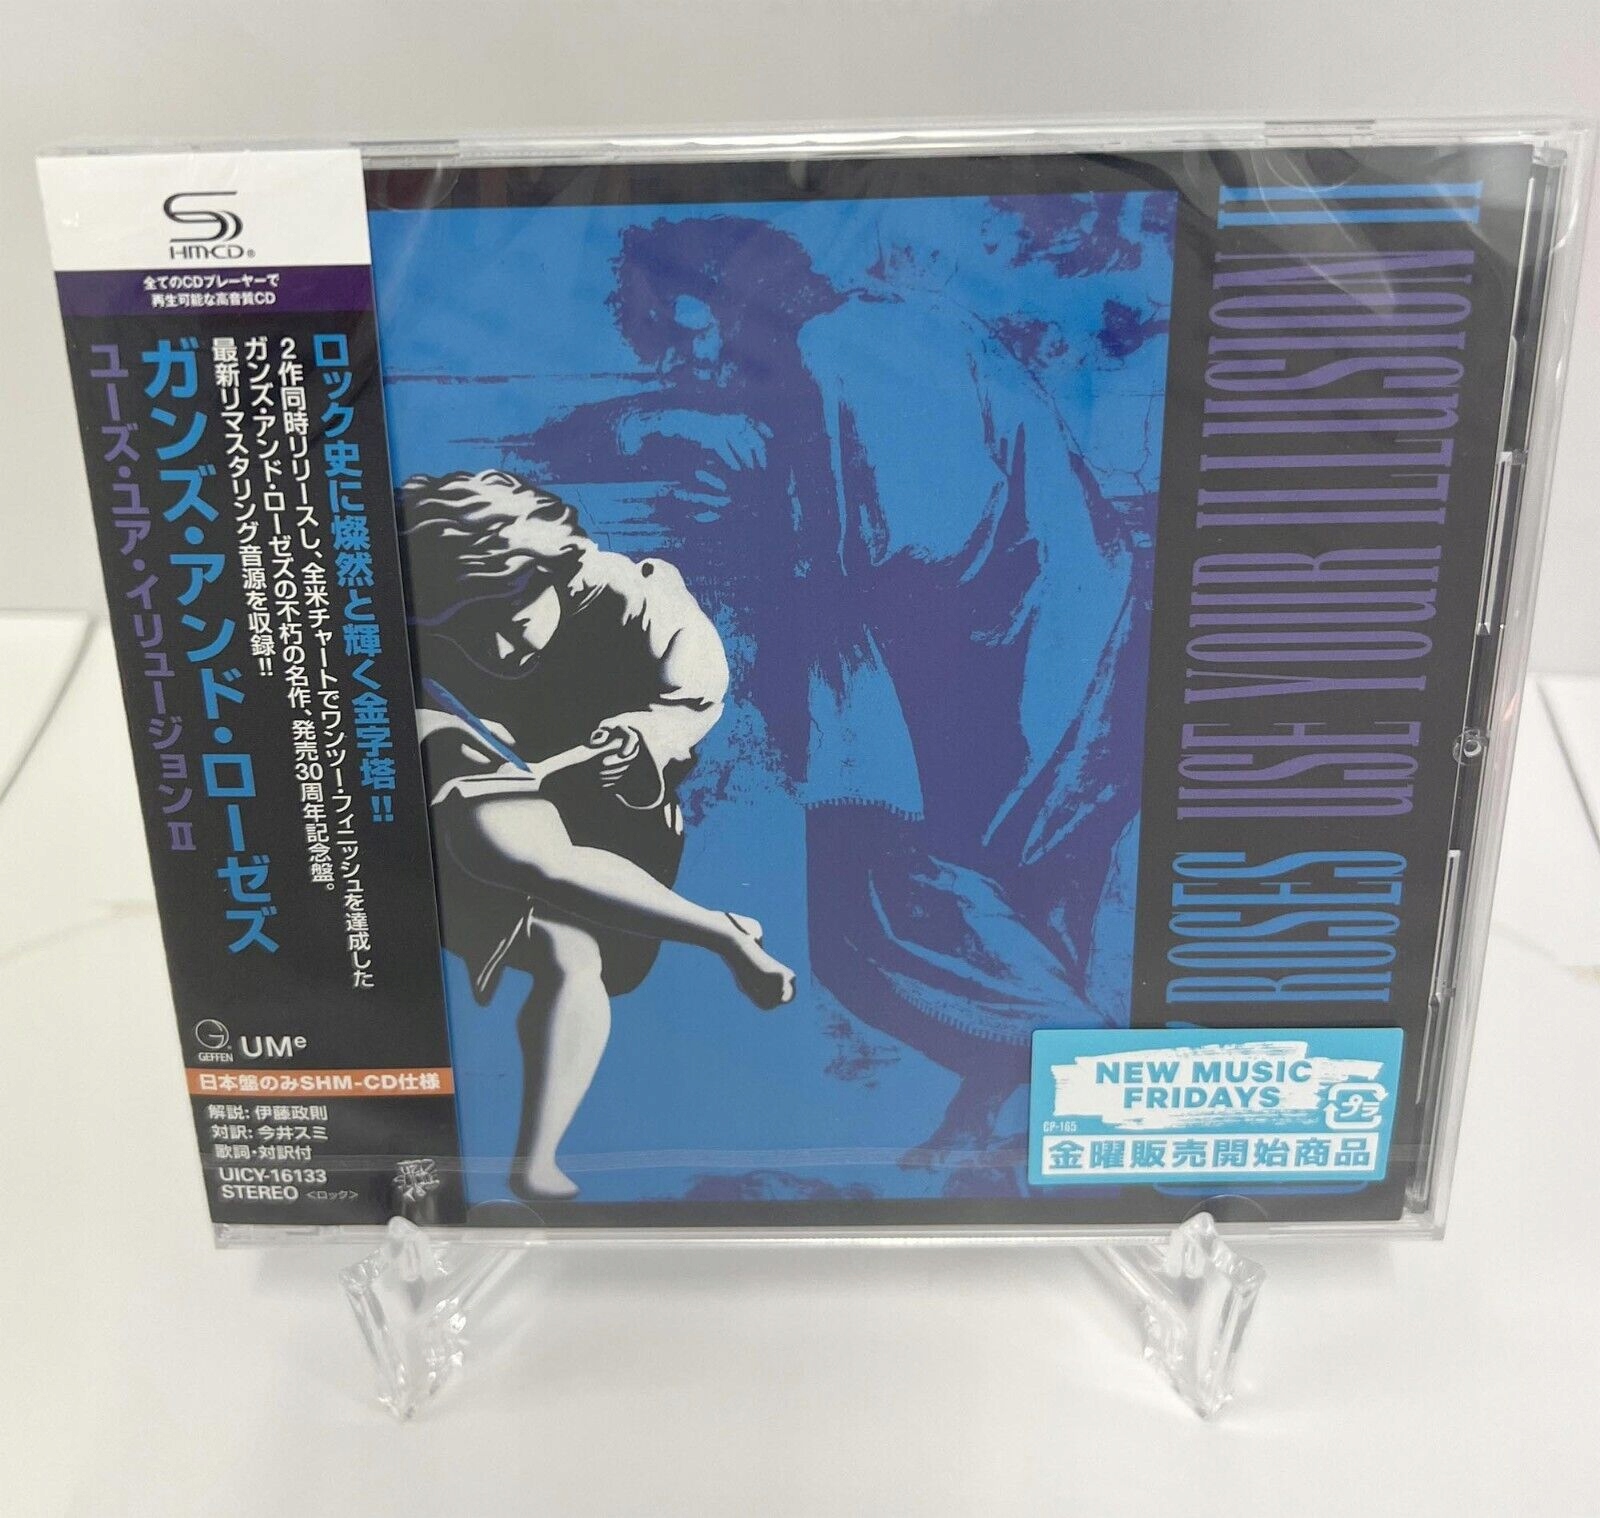 SHM-CD®
全てのCDプレーヤーで
再生可能な高音質CD
ロック史に燦然と輝く金字塔!!
2作同時リリースし、全米チャートでワンツー・フィニッシュを達成した
ガンズ・アンド・ローゼズの不朽の名作、発売30周年記念盤。
最新リマスタリング音源を収録!!
ガンズ・アンド・ローゼズ
ユーズ・ユア・イリュージョンII
GEFFEN
UMe
日本盤のみSHM-CD仕様
解説:伊藤政則
対訳:今井スミ
歌詞・対訳付
UICY-16133
STEREO <ロック>
ROSES USE YOUR ILLUSION II
ROSES USE YOUR ILLUSION II
NEW MUSIC
FRIDAYS
プラ
CP-165
金曜販売開始商品